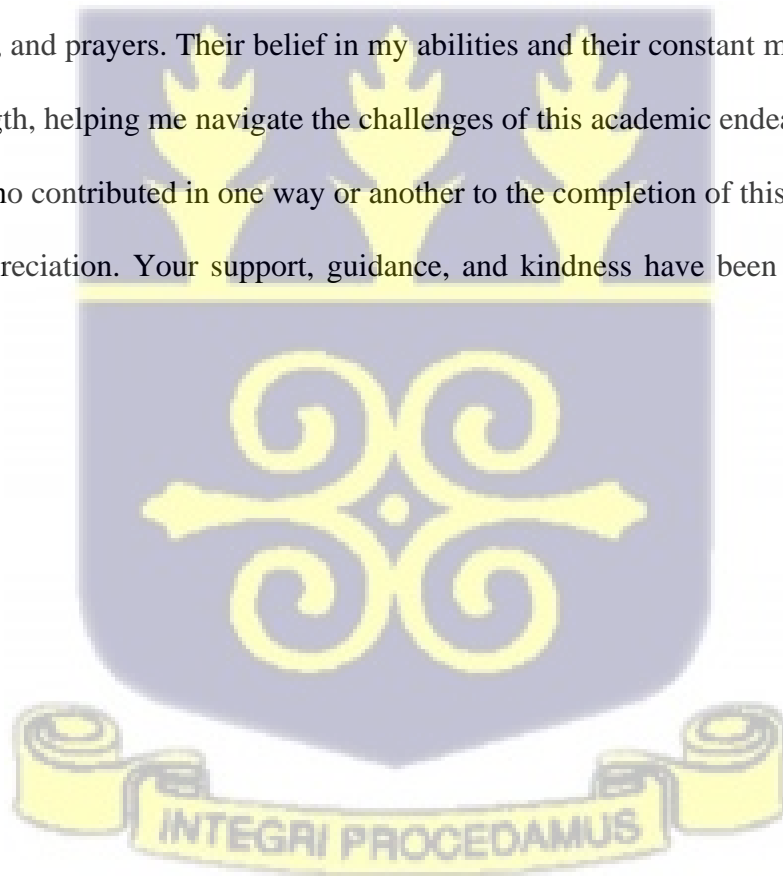 , and prayers. Their belief in my abilities and their constant m
gth, helping me navigate the challenges of this academic endea
no contributed in one way or another to the completion of this
reciation. Your support, guidance, and kindness have been
INTEGRI PROCEDAMUS